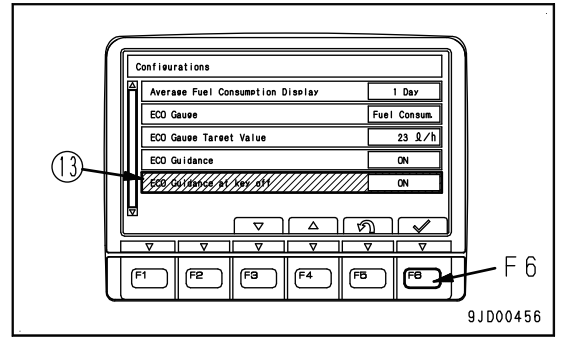 Configurations
Average Fuel Consumption Display 1 Day
ECO Gauge Fuel Consum.
ECO Gauge Target Value 23 ℓ/h
ECO Guidance ON
13 ECO Guidance at key off ON
F1 F2 F3 F4 F5 F6 F6
9JD00456